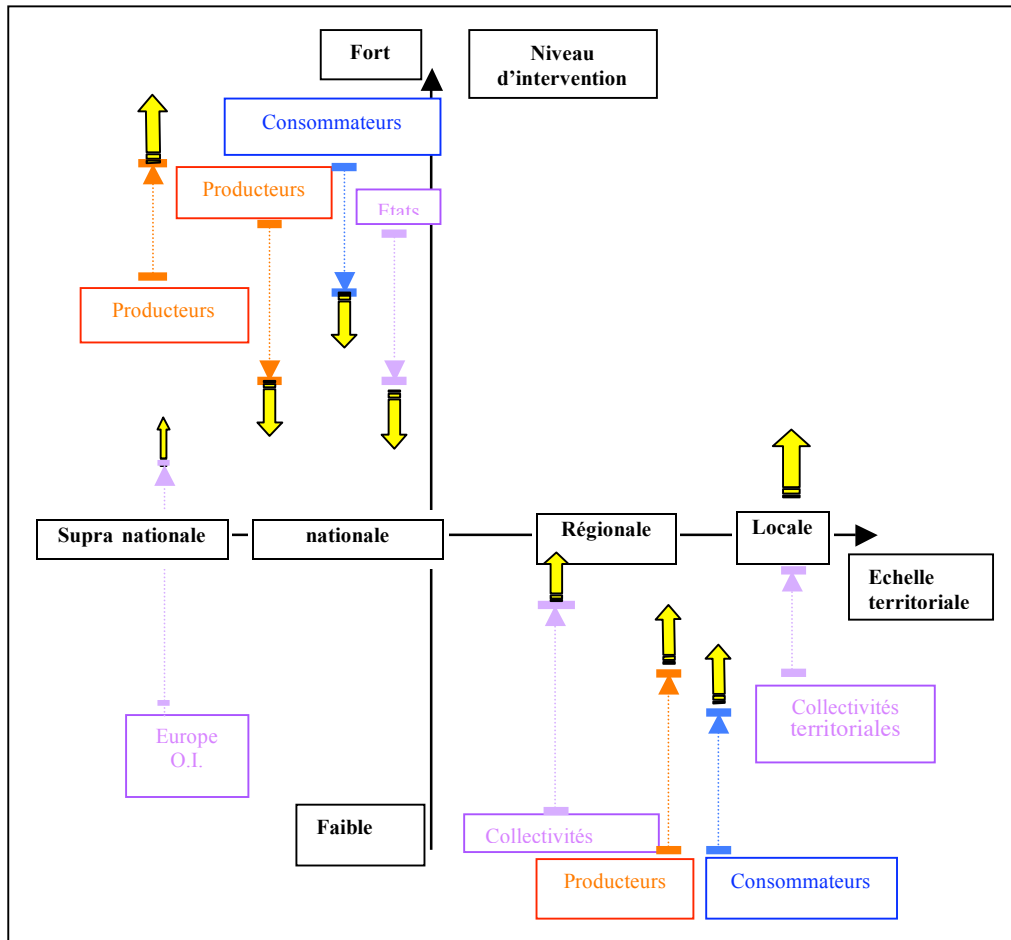 Fort
Niveau
d'intervention
Consommateurs
Producteurs
Etats
Producteurs
Supra nationale
nationale
Régionale
Locale
Echelle
territoriale
Europe
O.I.
Collectivités
territoriales
Faible
Collectivités
Producteurs
Consommateurs